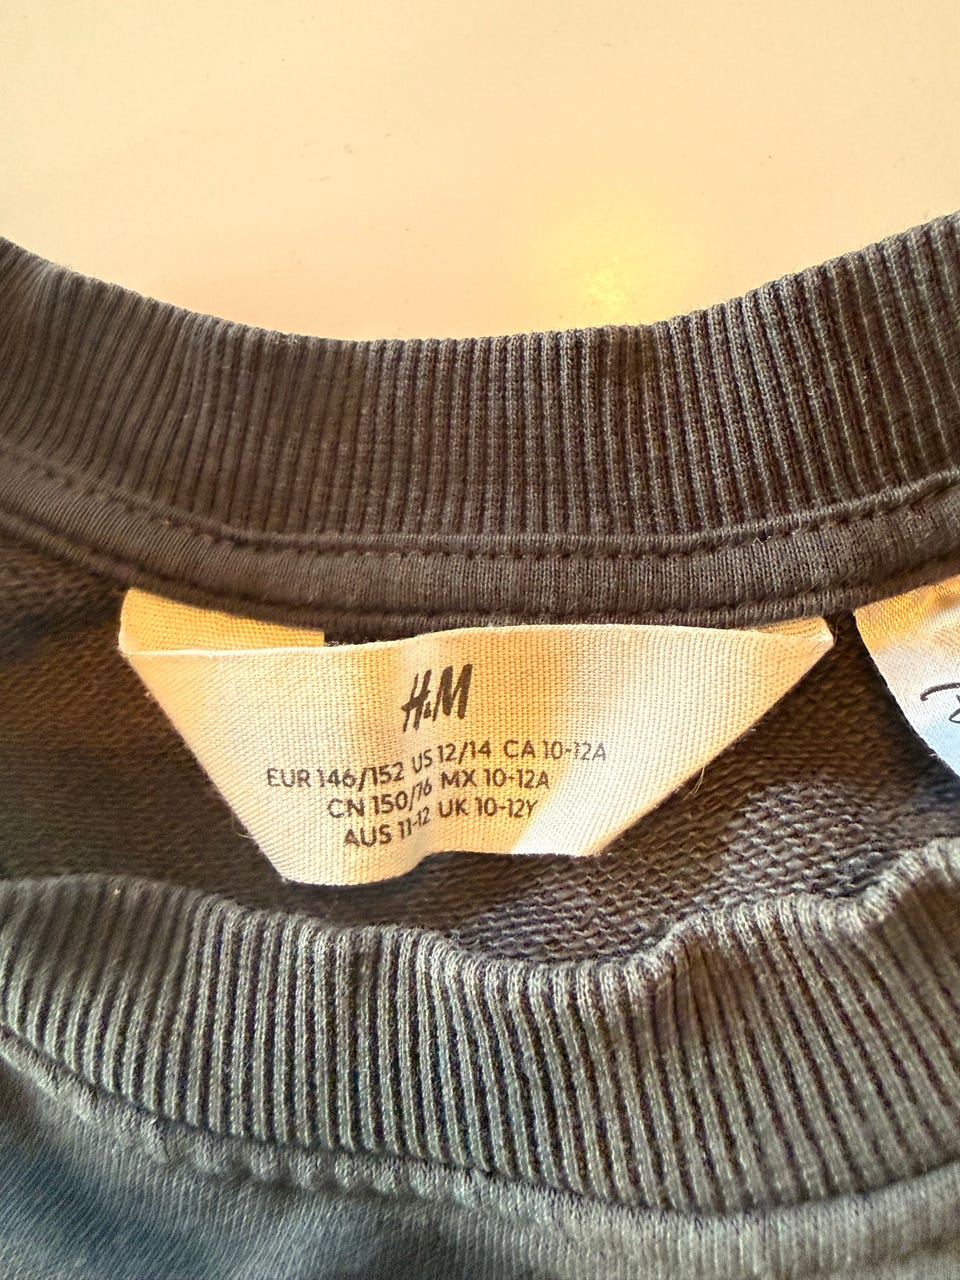 H&M
EUR 146/152 US 12/14 CA 10-12A
CN 150/76 MX 10-12A
AUS 11-12 UK 10-12Y